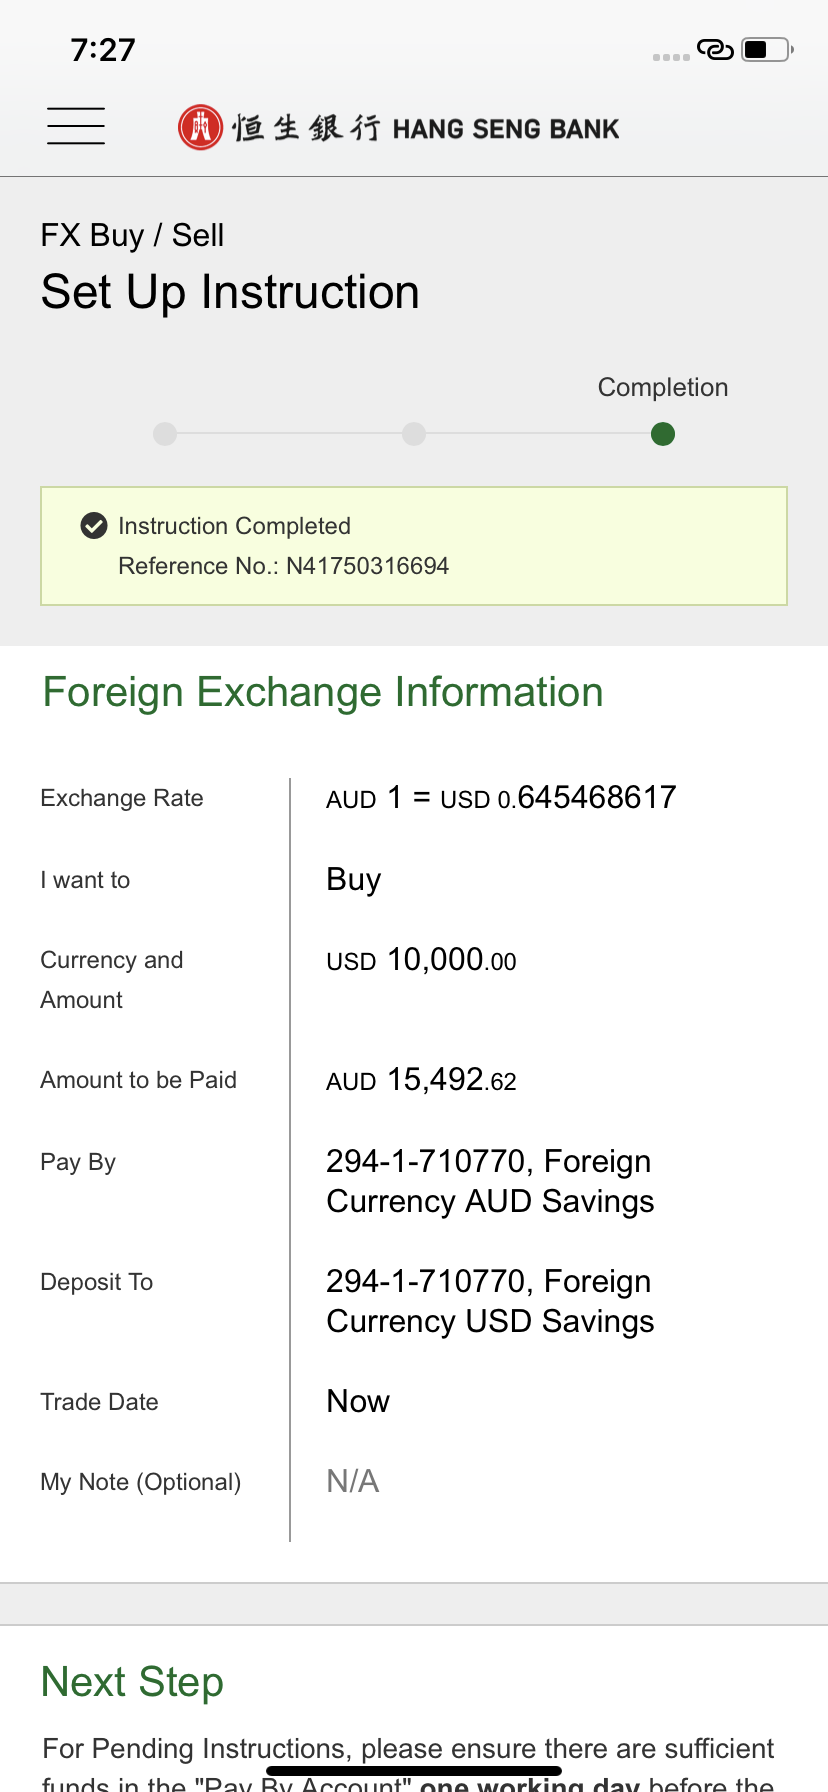 7:27
恒生銀行 HANG SENG BANK
FX Buy / Sell
Set Up Instruction
Completion
Instruction Completed
Reference No.: N41750316694
Foreign Exchange Information
Exchange Rate AUD 1 = USD 0.645468617
I want to Buy
Currency and Amount USD 10,000.00
Amount to be Paid AUD 15,492.62
Pay By 294-1-710770, Foreign Currency AUD Savings
Deposit To 294-1-710770, Foreign Currency USD Savings
Trade Date Now
My Note (Optional) N/A
Next Step
For Pending Instructions, please ensure there are sufficient
funds in the "Pay By Account" one working day before the